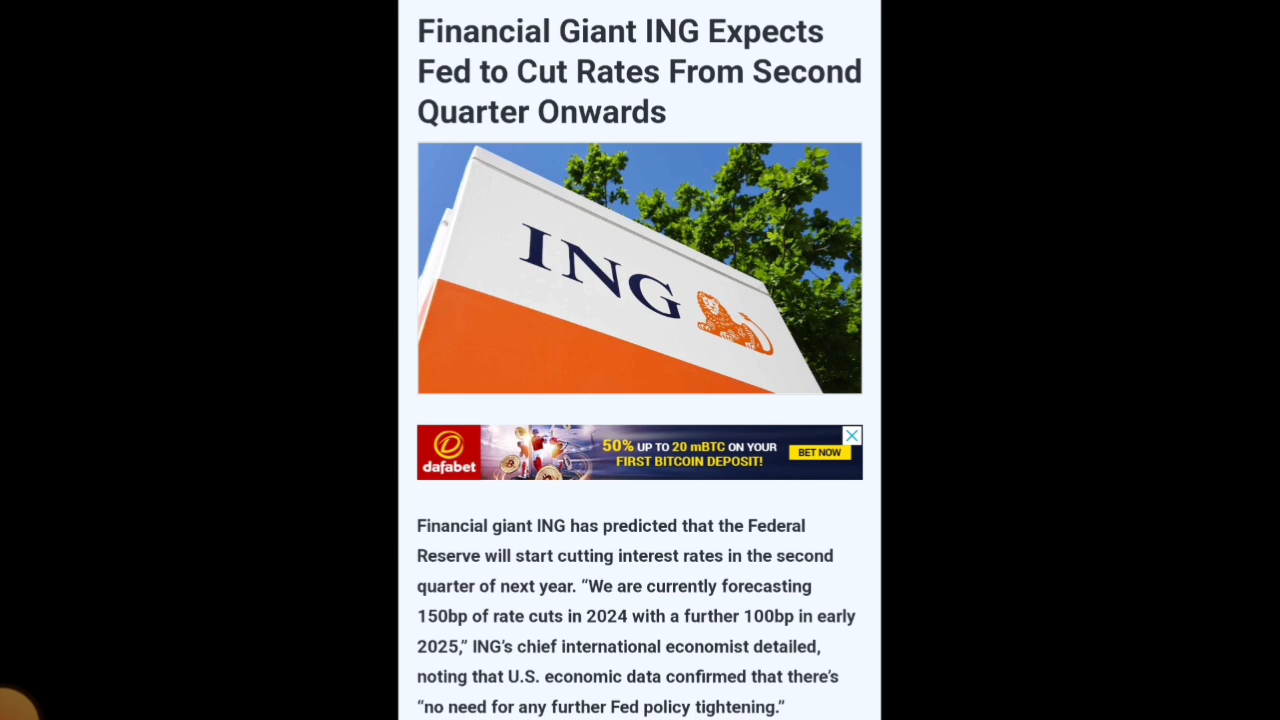 Financial Giant ING Expects
Fed to Cut Rates From Second
Quarter Onwards
ING
dafabet
50% UP TO 20 mBTC ON YOUR
FIRST BITCOIN DEPOSIT!
BET NOW
Financial giant ING has predicted that the Federal
Reserve will start cutting interest rates in the second
quarter of next year. “We are currently forecasting
150bp of rate cuts in 2024 with a further 100bp in early
2025,” ING’s chief international economist detailed,
noting that U.S. economic data confirmed that there’s
“no need for any further Fed policy tightening.”